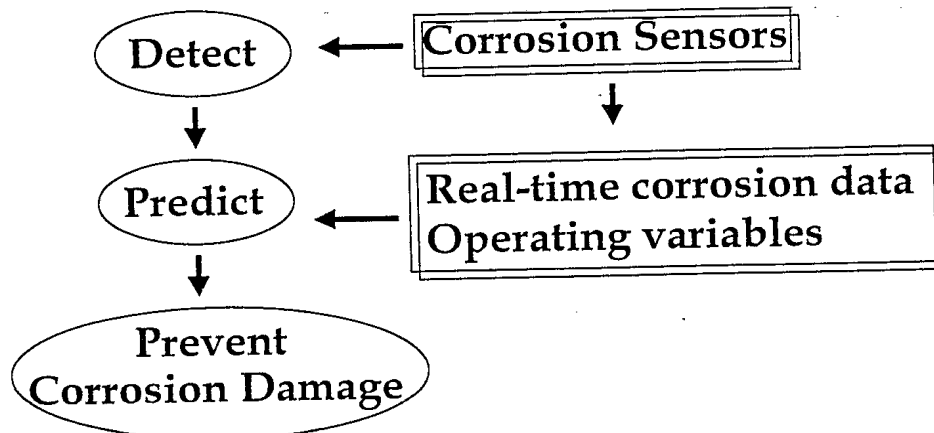 Detect
Corrosion Sensors
Predict
Real-time corrosion data
Operating variables
Prevent
Corrosion Damage